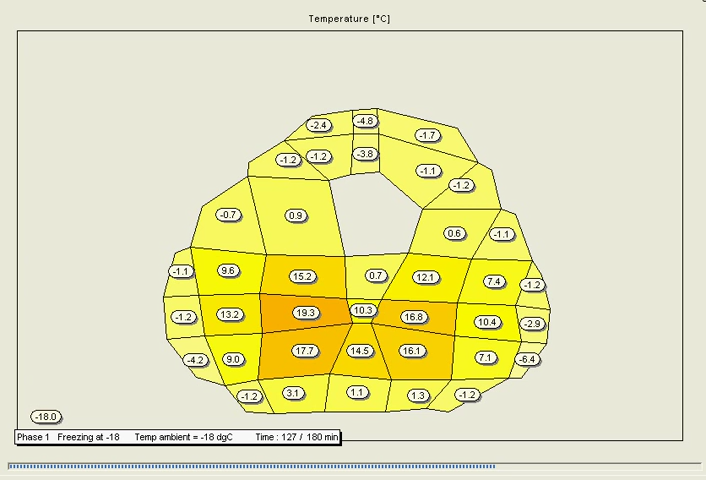 Temperature [°C]
-2.4 -4.8 -1.7
-1.2 -1.2 -3.8 -1.1 -1.2
-0.7 0.9 0.6 -1.1
-1.1 9.6 15.2 0.7 12.1 7.4 -1.2
-1.2 13.2 19.3 10.3 16.8 10.4 -2.9
-4.2 9.0 17.7 14.5 16.1 7.1 -6.4
-1.2 3.1 1.1 1.3 -1.2
-18.0
Phase 1 Freezing at -18 Temp ambient = -18 dgC Time : 127 / 180 min